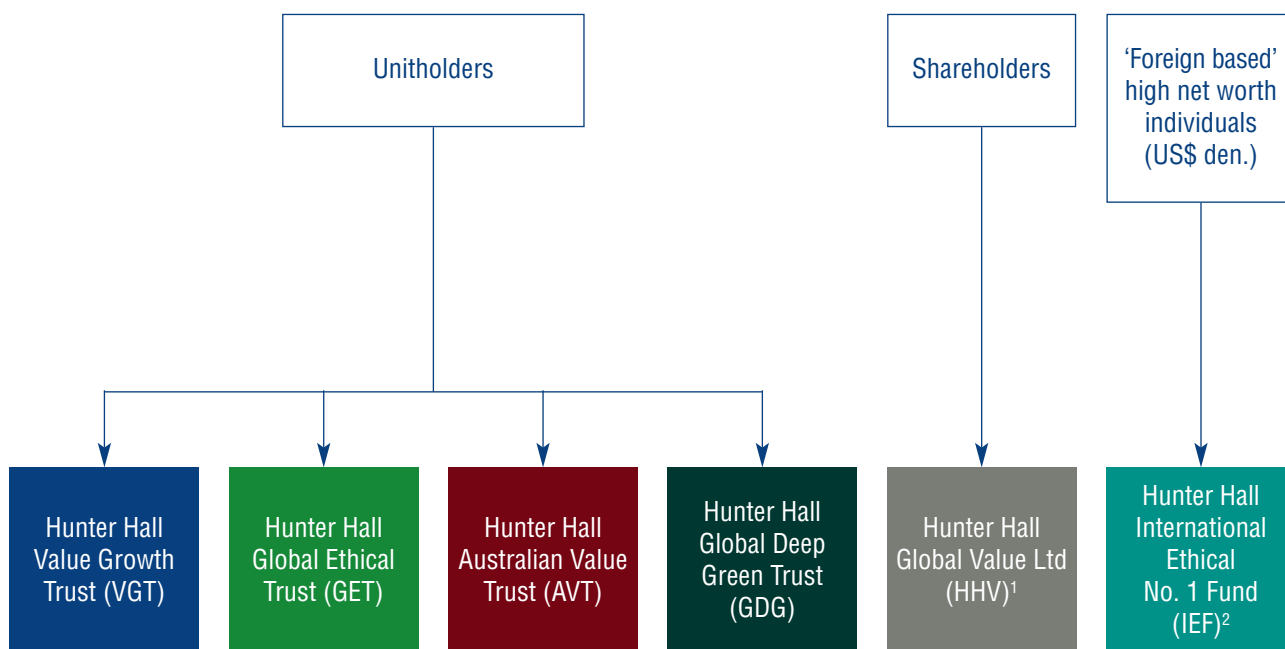 Unitholders
Shareholders
‘Foreign based’
high net worth
individuals
(US$ den.)
Hunter Hall
Value Growth
Trust (VGT)
Hunter Hall
Global Ethical
Trust (GET)
Hunter Hall
Australian Value
Trust (AVT)
Hunter Hall
Global Deep
Green Trust
(GDG)
Hunter Hall
Global Value Ltd
(HHV)¹
Hunter Hall
International
Ethical
No. 1 Fund
(IEF)²